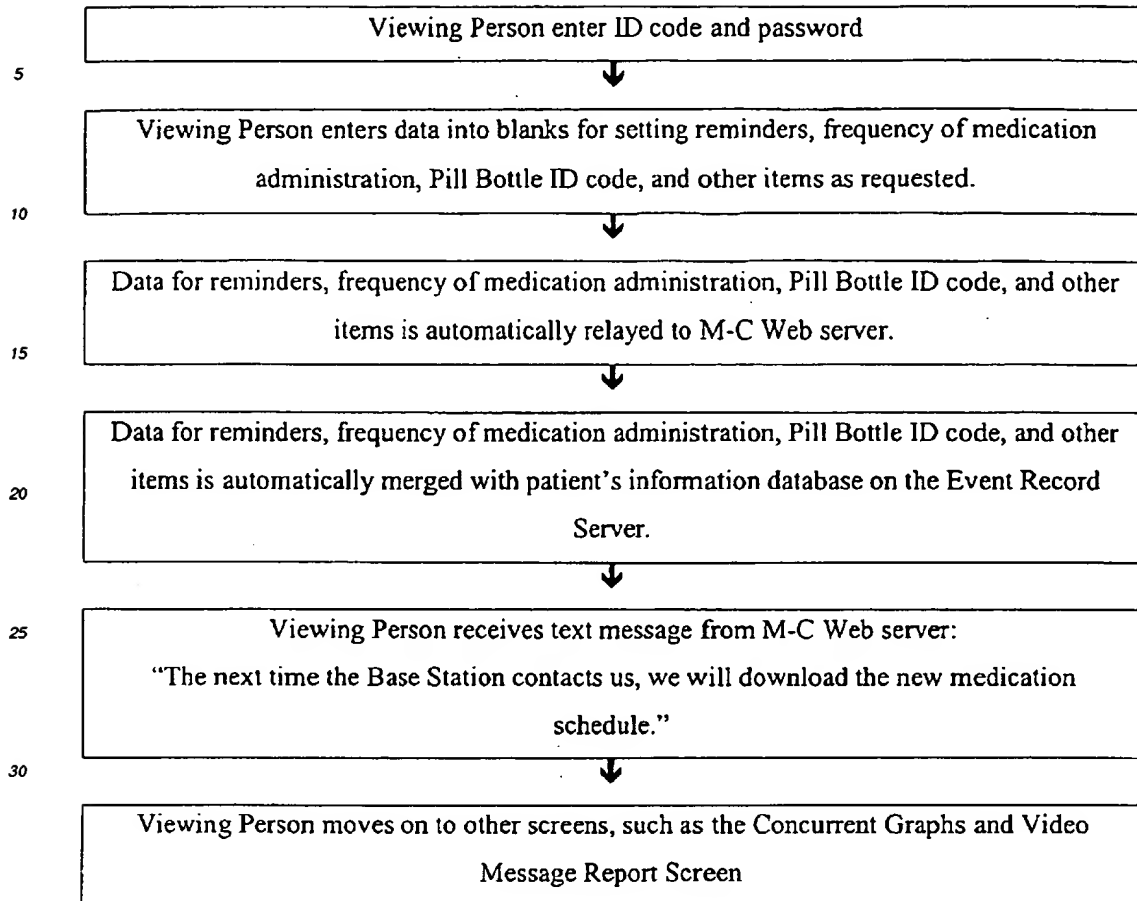 Viewing Person enter ID code and password
5
Viewing Person enters data into blanks for setting reminders, frequency of medication
administration, Pill Bottle ID code, and other items as requested.
10
Data for reminders, frequency of medication administration, Pill Bottle ID code, and other
items is automatically relayed to M-C Web server.
15
Data for reminders, frequency of medication administration, Pill Bottle ID code, and other
items is automatically merged with patient's information database on the Event Record
20
Server.
Viewing Person receives text message from M-C Web server:
25
“The next time the Base Station contacts us, we will download the new medication
schedule.”
30
Viewing Person moves on to other screens, such as the Concurrent Graphs and Video
Message Report Screen